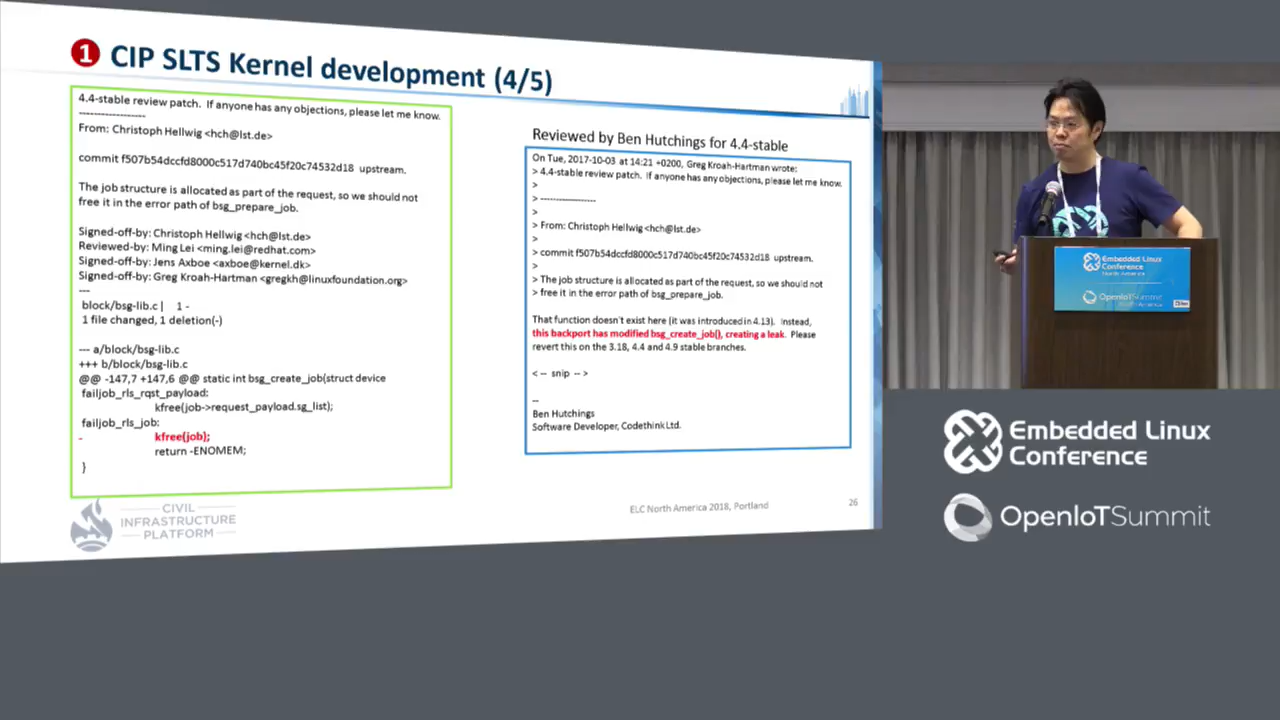 1 CIP SLTS Kernel development (4/5)
4.4-stable review patch. If anyone has any objections, please let me know.
------------------
From: Christoph Hellwig <hch@lst.de>
commit f507b54dccfd8000c517d740bc45f20c74532d18 upstream.
The job structure is allocated as part of the request, so we should not
free it in the error path of bsg_prepare_job.
Signed-off-by: Christoph Hellwig <hch@lst.de>
Reviewed-by: Ming Lei <ming.lei@redhat.com>
Signed-off-by: Jens Axboe <axboe@kernel.dk>
Signed-off-by: Greg Kroah-Hartman <gregkh@linuxfoundation.org>
---
block/bsg-lib.c | 1 -
1 file changed, 1 deletion(-)
--- a/block/bsg-lib.c
+++ b/block/bsg-lib.c
@@ -147,7 +147,6 @@ static int bsg_create_job(struct device
failjob_rls_rqst_payload:
kfree(job->request_payload.sg_list);
failjob_rls_job:
- kfree(job);
return -ENOMEM;
}
Reviewed by Ben Hutchings for 4.4-stable
On Tue, 2017-10-03 at 14:21 +0200, Greg Kroah-Hartman wrote:
> 4.4-stable review patch. If anyone has any objections, please let me know.
>
> ------------------
>
> From: Christoph Hellwig <hch@lst.de>
>
> commit f507b54dccfd8000c517d740bc45f20c74532d18 upstream.
>
> The job structure is allocated as part of the request, so we should not
> free it in the error path of bsg_prepare_job.
That function doesn't exist here (it was introduced in 4.13). Instead,
this backport has modified bsg_create_job(), creating a leak. Please
revert this on the 3.18, 4.4 and 4.9 stable branches.
< -- snip -- >
--
Ben Hutchings
Software Developer, Codethink Ltd.
CIVIL
INFRASTRUCTURE
PLATFORM
ELC North America 2018, Portland
26
Embedded Linux
Conference
North America
OpenIoTSummit
North America
Embedded Linux
Conference
OpenIoTSummit